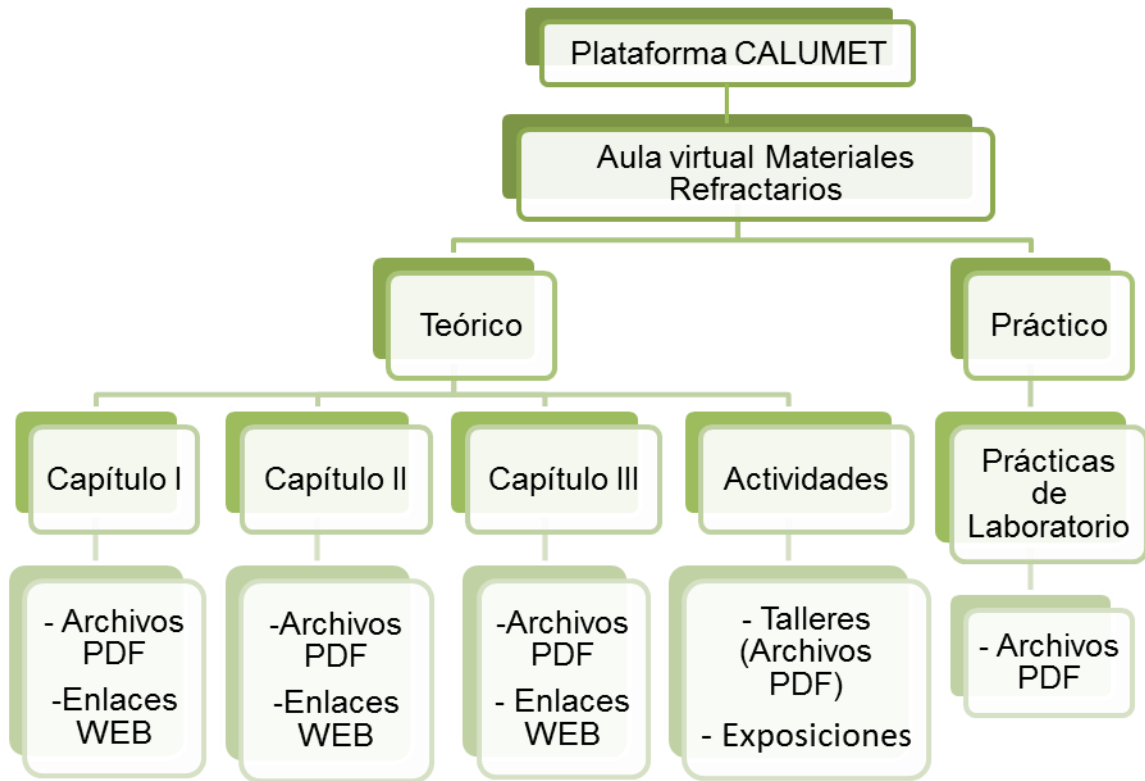 Plataforma CALUMET
Aula virtual Materiales
Refractarios
Teórico
Práctico
Capítulo I
Capítulo II
Capítulo III
Actividades
Prácticas
de
Laboratorio
- Archivos
PDF
-Enlaces
WEB
-Archivos
PDF
-Enlaces
WEB
-Archivos
PDF
- Enlaces
WEB
- Talleres
(Archivos
PDF)
- Exposiciones
- Archivos
PDF